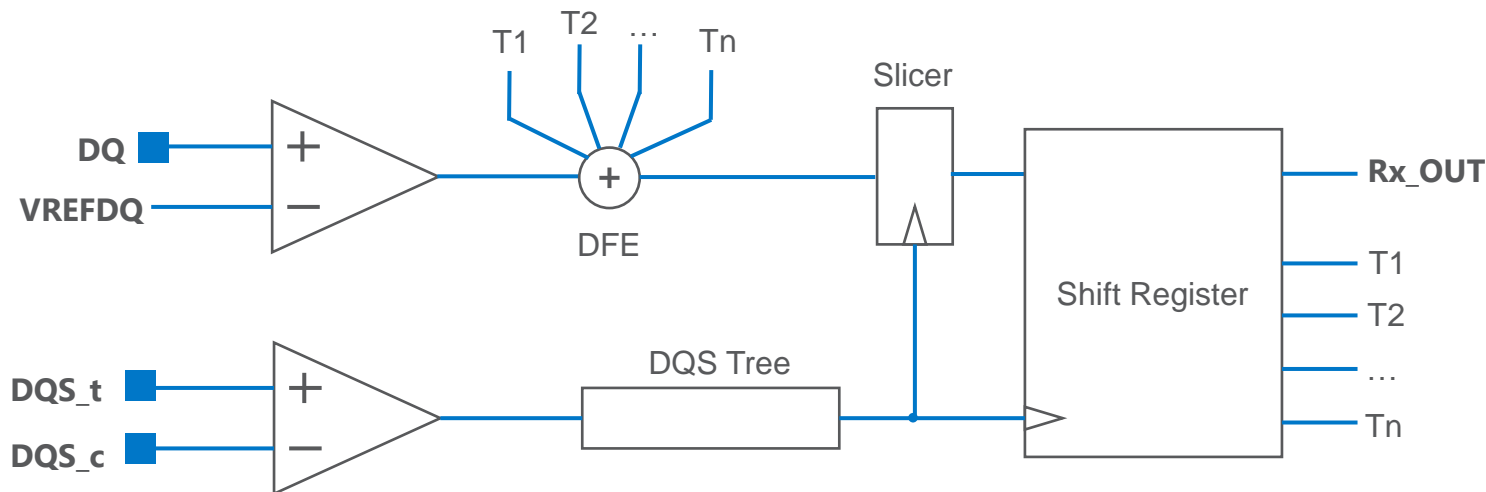 T1
T2
...
Tn
Slicer
DQ
+
−
VREFDQ
+
DFE
Rx_OUT
T1
Shift Register
T2
DQS Tree
DQS_t
+
−
DQS_c
...
Tn